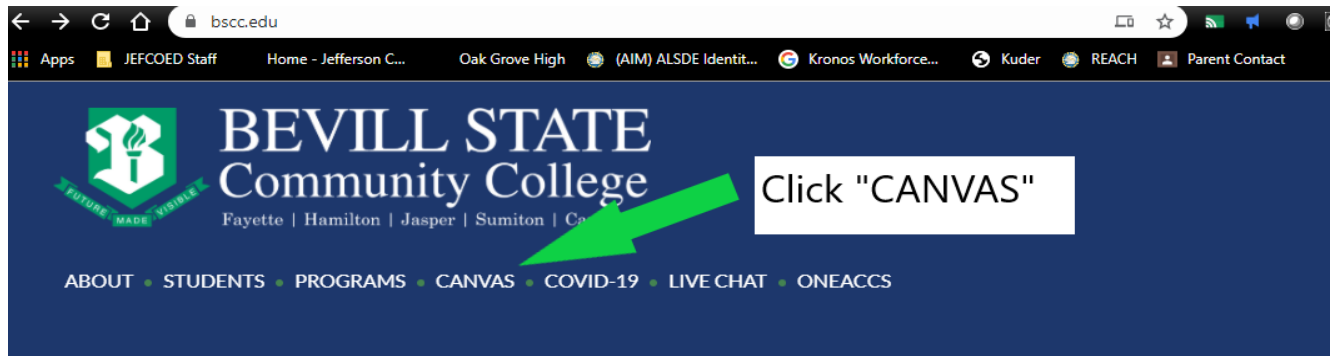 bscc.edu
Apps JEFCOED Staff Home - Jefferson C... Oak Grove High (AIM) ALSDE Identit... Kronos Workforce... Kuder REACH Parent Contact
BEVILL STATE
Community College
Fayette | Hamilton | Jasper | Sumiton |
FUTURE MADE VISIBLE
Click "CANVAS"
ABOUT • STUDENTS • PROGRAMS • CANVAS • COVID-19 • LIVE CHAT • ONEACCS